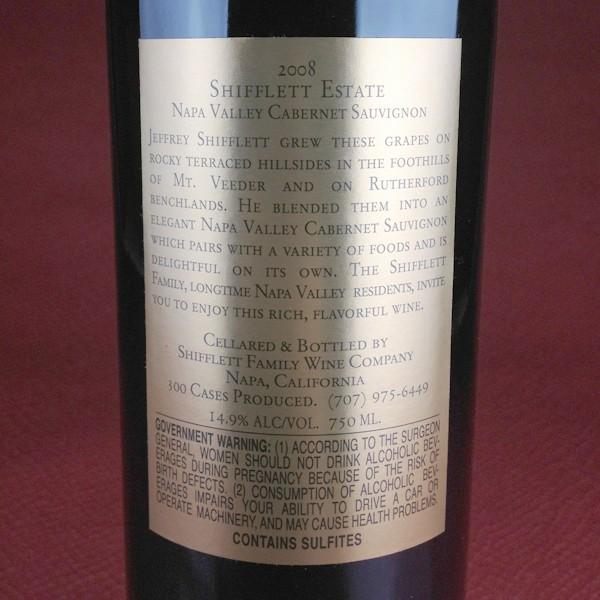 2008
Shifflett Estate
Napa Valley Cabernet Sauvignon
Jeffrey Shifflett grew these grapes on
rocky terraced hillsides in the foothills
of Mt. Veeder and on Rutherford
benchlands. He blended them into an
elegant Napa Valley Cabernet Sauvignon
which pairs with a variety of foods and is
delightful on its own. The Shifflett
Family, longtime Napa Valley residents, invite
you to enjoy this rich, flavorful wine.
Cellared & Bottled by
Shifflett Family Wine Company
Napa, California
300 Cases Produced. (707) 975-6449
14.9% ALC/VOL. 750 ML.
GOVERNMENT WARNING: (1) ACCORDING TO THE SURGEON
GENERAL, WOMEN SHOULD NOT DRINK ALCOHOLIC BEV-
ERAGES DURING PREGNANCY BECAUSE OF THE RISK OF
BIRTH DEFECTS. (2) CONSUMPTION OF ALCOHOLIC BEV-
ERAGES IMPAIRS YOUR ABILITY TO DRIVE A CAR OR
OPERATE MACHINERY, AND MAY CAUSE HEALTH PROBLEMS.
CONTAINS SULFITES